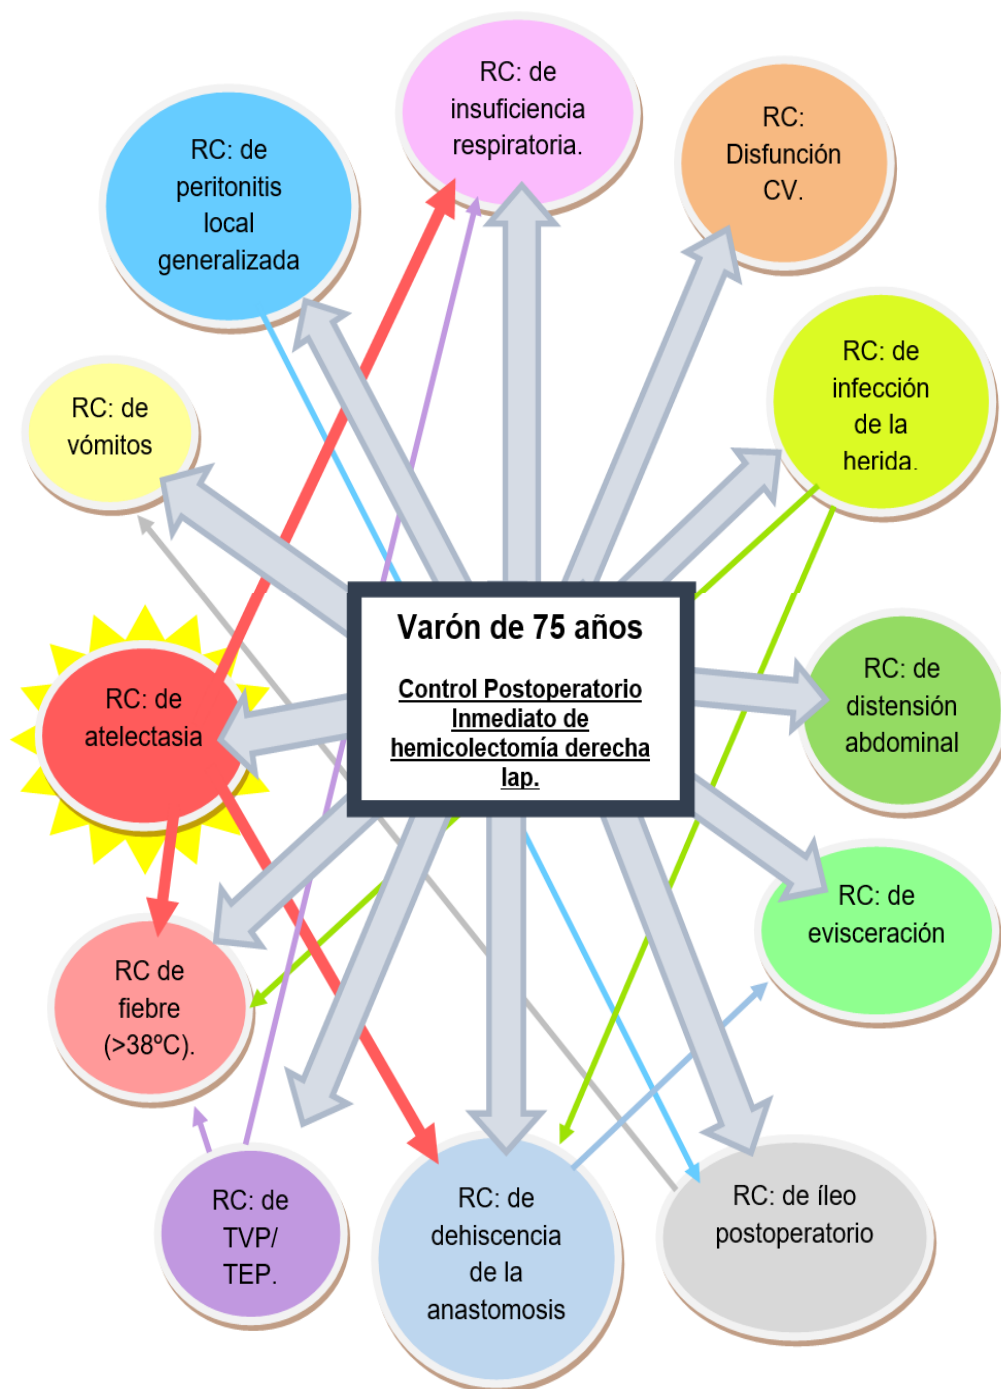 RC: de
insuficiencia
respiratoria.
RC:
Disfunción
CV.
RC: de
peritonitis
local
generalizada
RC: de
infección
de la
herida.
RC: de
vómitos
Varón de 75 años
Control Postoperatorio
Inmediato de
hemicolectomía derecha
lap.
RC: de
atelectasia
RC: de
distensión
abdominal
RC: de
evisceración
RC de
fiebre
(>38ºC).
RC: de
TVP/
TEP.
RC: de
dehiscencia
de la
anastomosis
RC: de íleo
postoperatorio